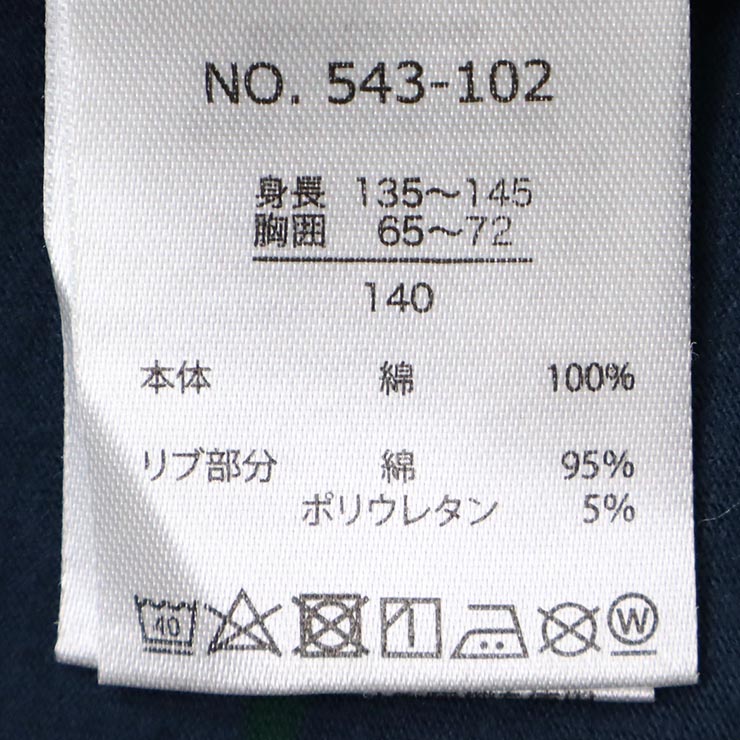 NO. 543-102
身長 135～145
胸囲 65～72
140
本体 綿 100%
リブ部分 綿 95%
ポリウレタン 5%
40 W